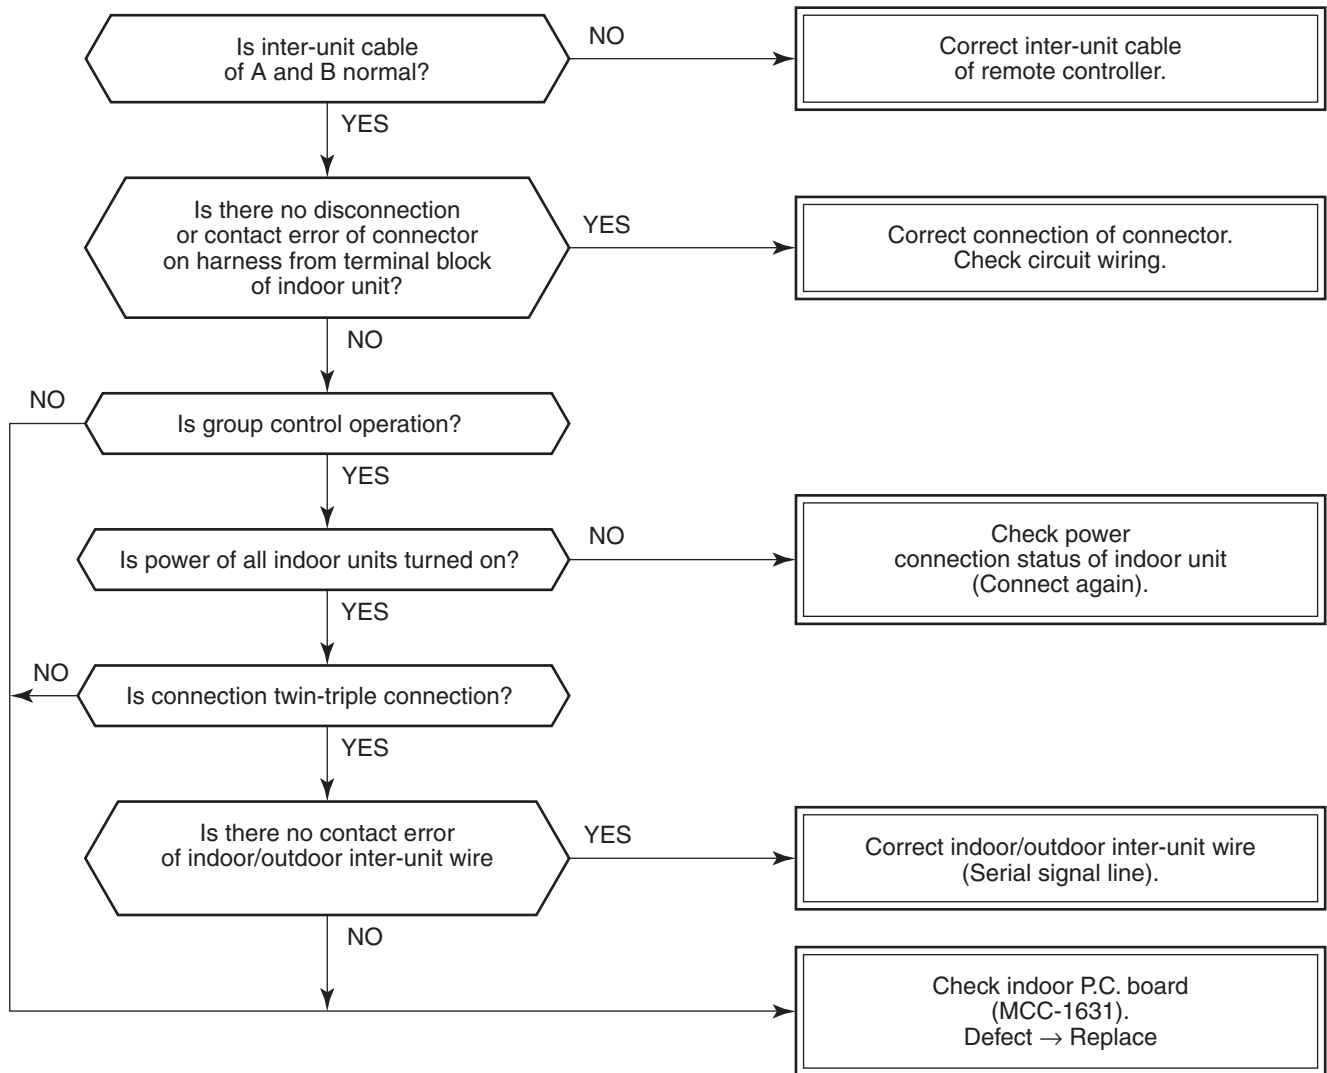 Is inter-unit cable
of A and B normal?
NO
Correct inter-unit cable
of remote controller.
YES
Is there no disconnection
or contact error of connector
on harness from terminal block
of indoor unit?
YES
Correct connection of connector.
Check circuit wiring.
NO
NO
Is group control operation?
YES
Is power of all indoor units turned on?
NO
Check power
connection status of indoor unit
(Connect again).
YES
NO
Is connection twin-triple connection?
YES
Is there no contact error
of indoor/outdoor inter-unit wire
YES
Correct indoor/outdoor inter-unit wire
(Serial signal line).
NO
Check indoor P.C. board
(MCC-1631).
Defect → Replace